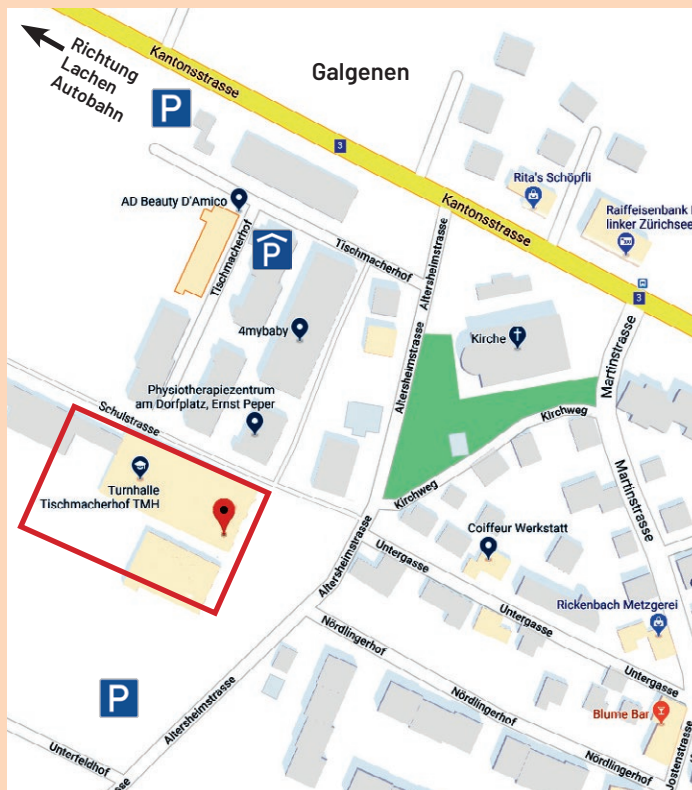 Richtung
Lachen
Autobahn
Kantonsstrasse
Galgenen
P
3
Rita's Schöpfli
AD Beauty D'Amico
Kantonsstrasse
Raiffeisenbank
linker Zürichsee
P
Tischmacherhof
Tischmacherhof
Altersheimstrasse
3
4mybaby
Kirche
Martinstrasse
Altersheimstrasse
Physiotherapiezentrum
am Dorfplatz, Ernst Peper
Schulstrasse
Kirchweg
Turnhalle
Tischmacherhof TMH
Kirchweg
Martinstrasse
Coiffeur Werkstatt
Altersheimstrasse
Untergasse
Rickenbach Metzgerei
Untergasse
Nördlingerhof
Untergasse
P
Altersheimstrasse
Nördlingerhof
Blume Bar
Unterfeldhof
Nördlingerhof
Jostenstrasse